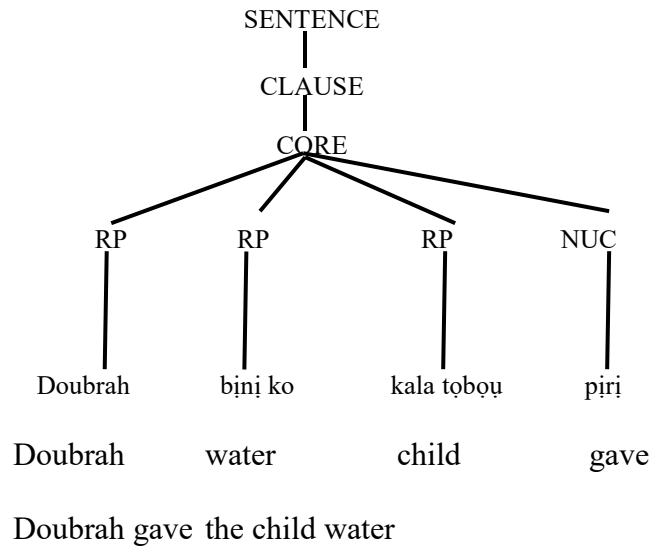 SENTENCE
CLAUSE
CORE
RP RP RP NUC
Doubrah bịnị ko kala tọbọụ pịrị
Doubrah water child gave
Doubrah gave the child water